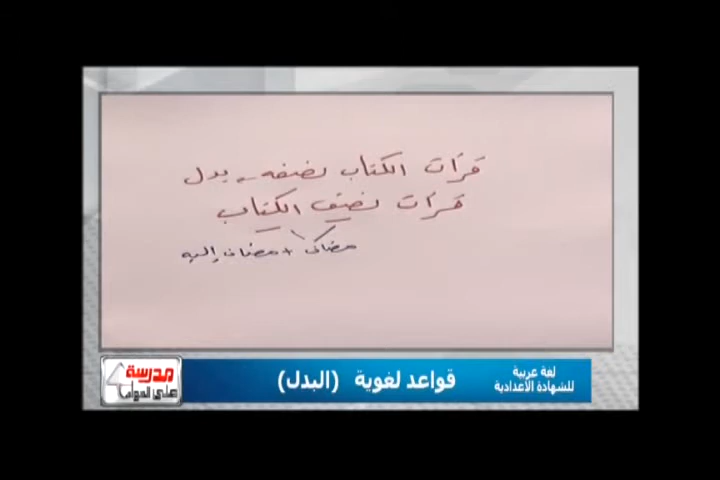 قرأت الكتاب نصفه ـ بدل
قرأت نصف الكتاب
مضاف + مضاف إليه
لغة عربية
للشهادة الاعدادية
قواعد لغوية (البدل)
مدرسة
على الهواء